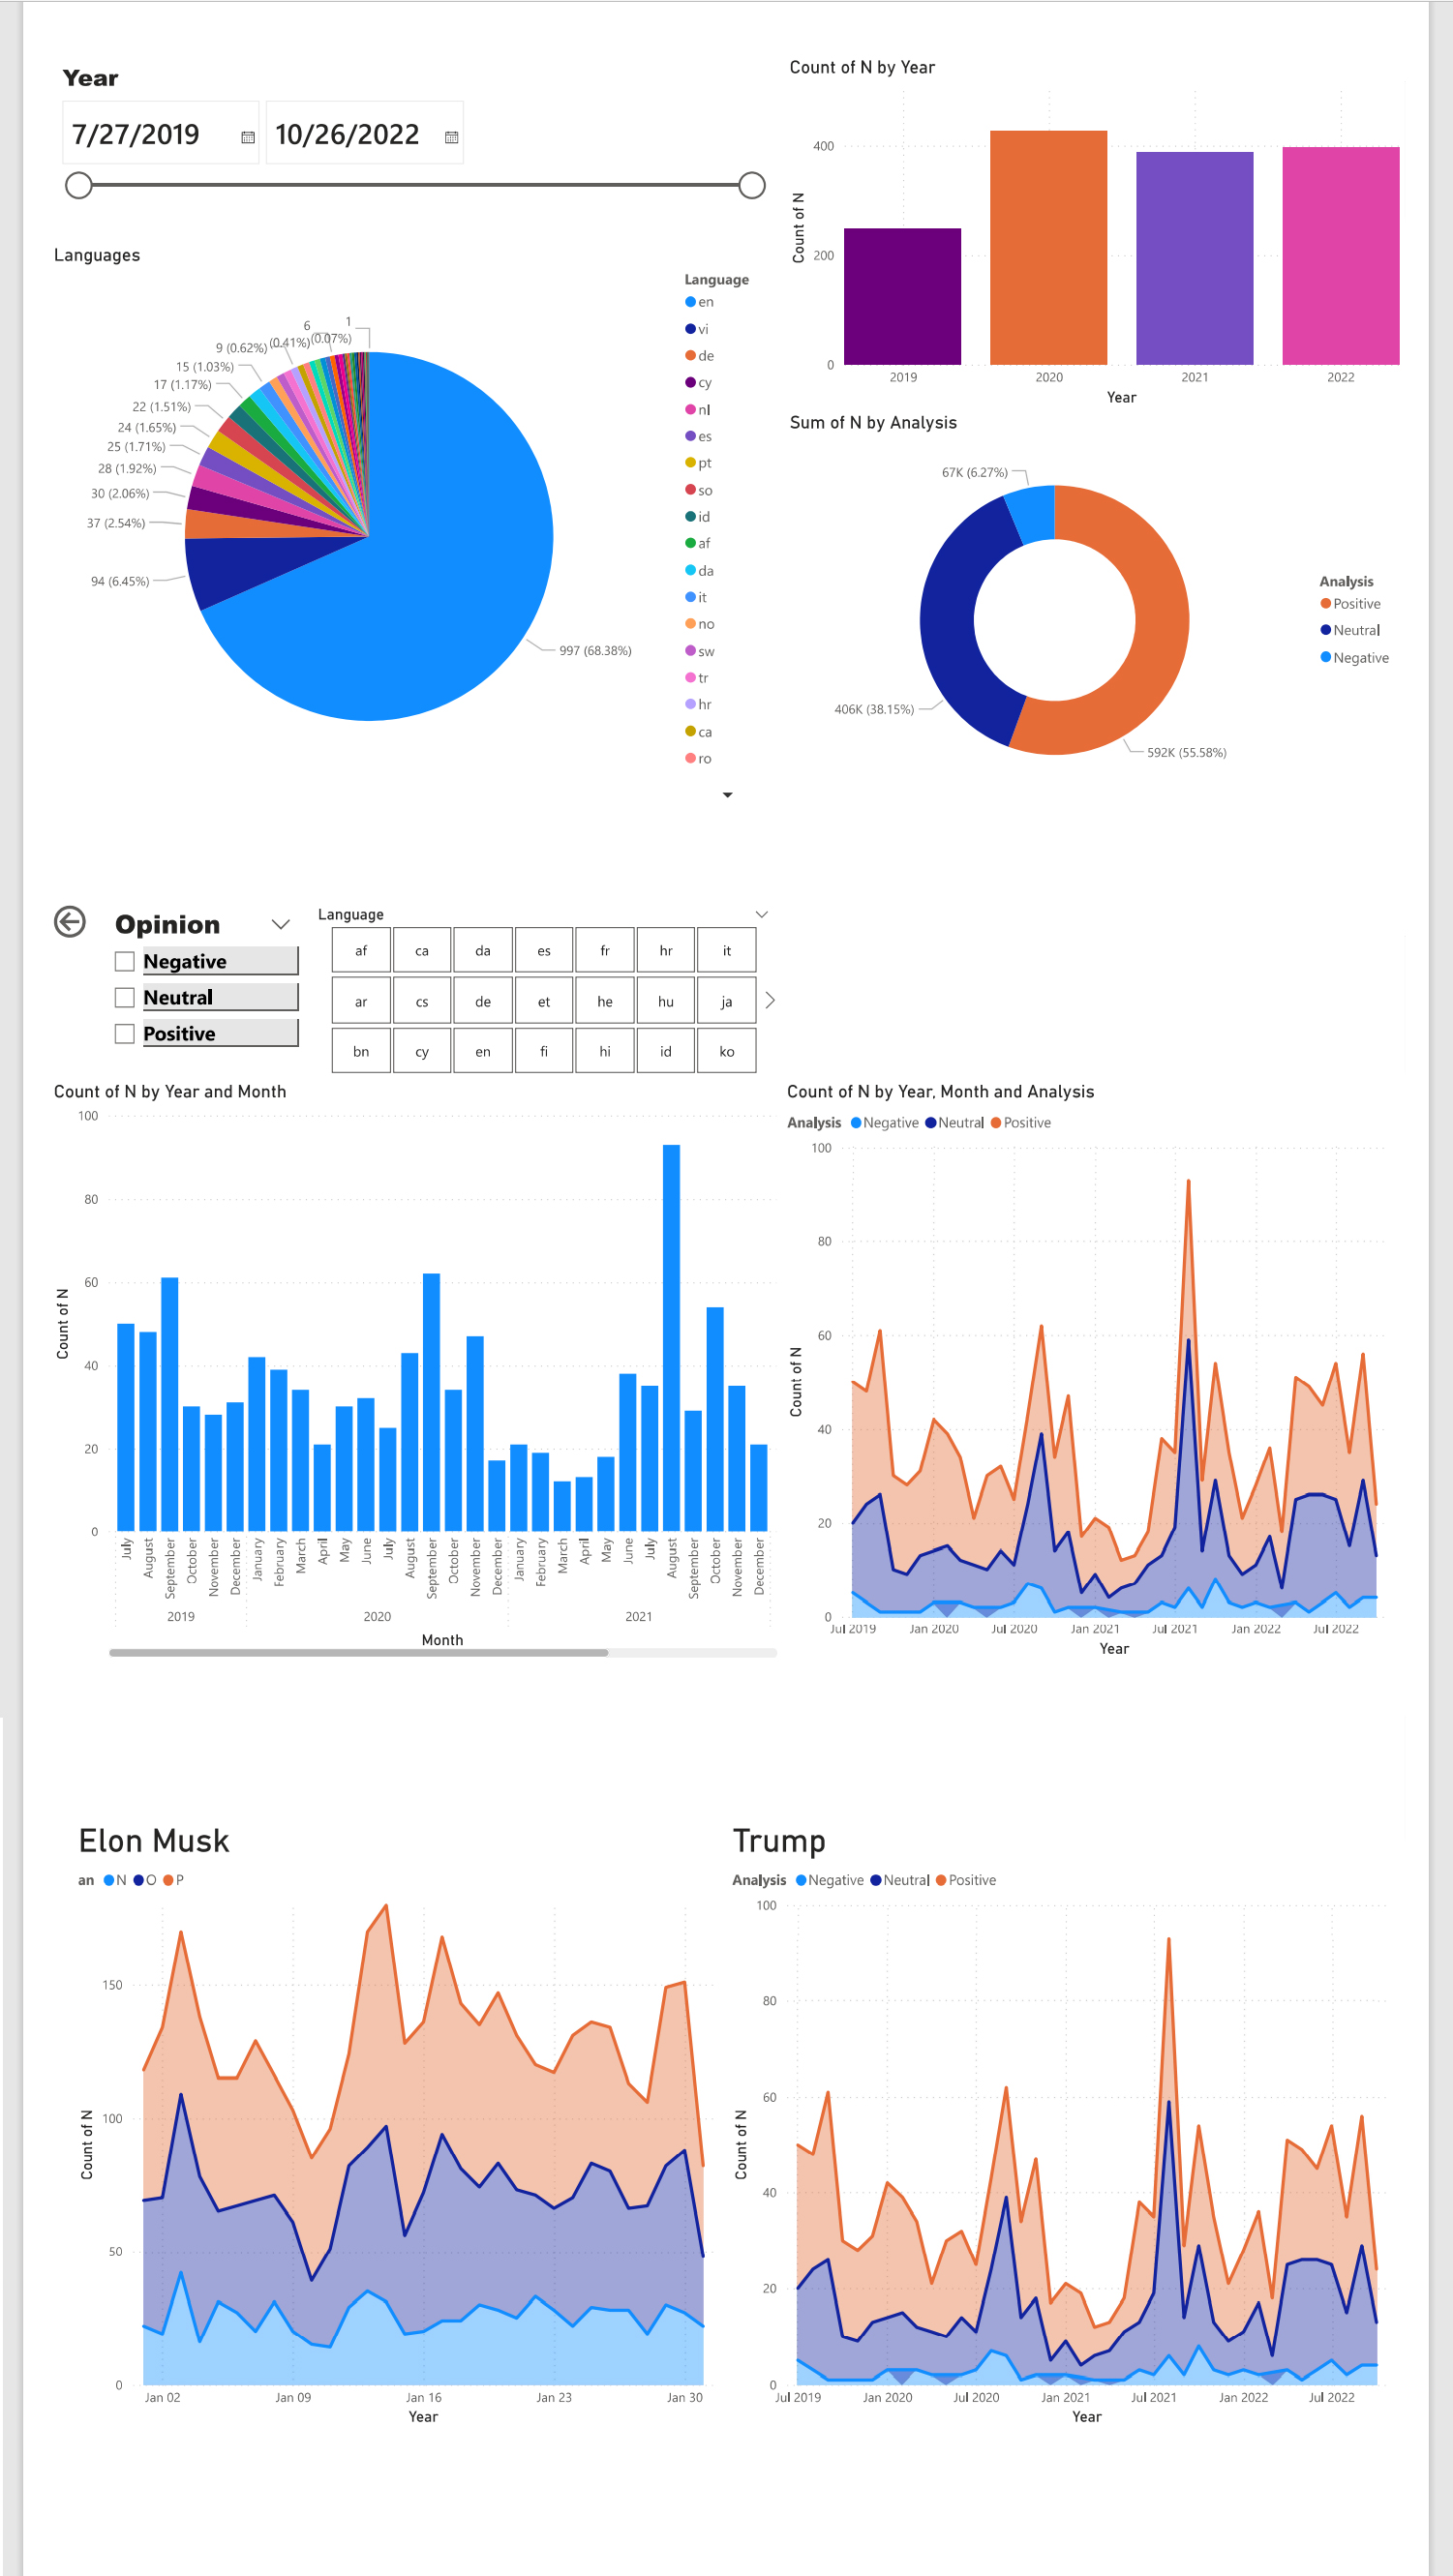 Year
7/27/2019 10/26/2022
Languages
6
1
9 (0.62%)
(0.41%)
(0.07%)
15 (1.03%)
17 (1.17%)
22 (1.51%)
24 (1.65%)
25 (1.71%)
28 (1.92%)
30 (2.06%)
37 (2.54%)
94 (6.45%)
997 (68.38%)
Language
en
vi
de
cy
nl
es
pt
so
id
af
da
it
no
sw
tr
hr
ca
ro
Count of N by Year
Count of N
400
200
0
2019 2020 2021 2022
Year
Sum of N by Analysis
67K (6.27%)
406K (38.15%)
592K (55.58%)
Analysis
Positive
Neutral
Negative
Opinion
Negative
Neutral
Positive
Language
af ca da es fr hr it
ar cs de et he hu ja
bn cy en fi hi id ko
Count of N by Year and Month
Count of N
100
80
60
40
20
0
July August September October November December January February March April May June July August September October November December January February March April May June July August September October November December
2019 2020 2021
Month
Count of N by Year, Month and Analysis
Analysis Negative Neutral Positive
Count of N
100
80
60
40
20
0
Jul 2019 Jan 2020 Jul 2020 Jan 2021 Jul 2021 Jan 2022 Jul 2022
Year
Elon Musk
an N O P
Count of N
150
100
50
0
Jan 02 Jan 09 Jan 16 Jan 23 Jan 30
Year
Trump
Analysis Negative Neutral Positive
Count of N
100
80
60
40
20
0
Jul 2019 Jan 2020 Jul 2020 Jan 2021 Jul 2021 Jan 2022 Jul 2022
Year